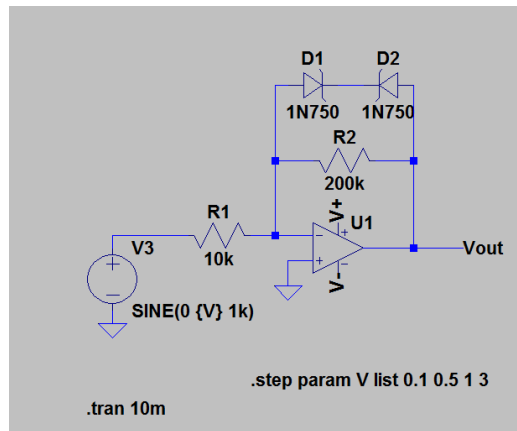 D1 D2
1N750 1N750
R2
200k
V+
U1
R1
10k
V-
Vout
V3
SINE(0 {V} 1k)
.step param V list 0.1 0.5 1 3
.tran 10m